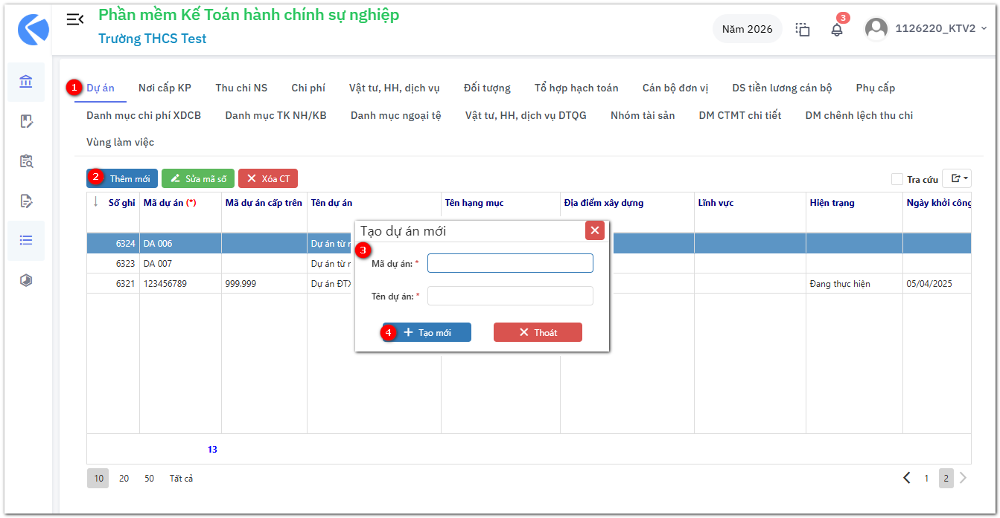 Phần mềm Kế Toán hành chính sự nghiệp
Trường THCS Test
Năm 2026
3
1126220_KTV2
1 Dự án Nơi cấp KP Thu chi NS Chi phí Vật tư, HH, dịch vụ Đối tượng Tổ hợp hạch toán Cán bộ đơn vị DS tiền lương cán bộ Phụ cấp
Danh mục chi phí XDCB Danh mục TK NH/KB Danh mục ngoại tệ Vật tư, HH, dịch vụ DTQG Nhóm tài sản DM CTMT chi tiết DM chênh lệch thu chi
Vùng làm việc
2 Thêm mới Sửa mã số Xóa CT Tra cứu
Số ghi Mã dự án (*) Mã dự án cấp trên Tên dự án Tên hạng mục Địa điểm xây dựng Lĩnh vực Hiện trạng Ngày khởi công
6324 DA 006 Dự án từ
6323 DA 007 Dự án từ
6321 123456789 999.999 Dự án ĐTX Đang thực hiện 05/04/2025
Tạo dự án mới
3
Mã dự án: *
Tên dự án: *
4 Tạo mới Thoát
13
10 20 50 Tất cả 1 2